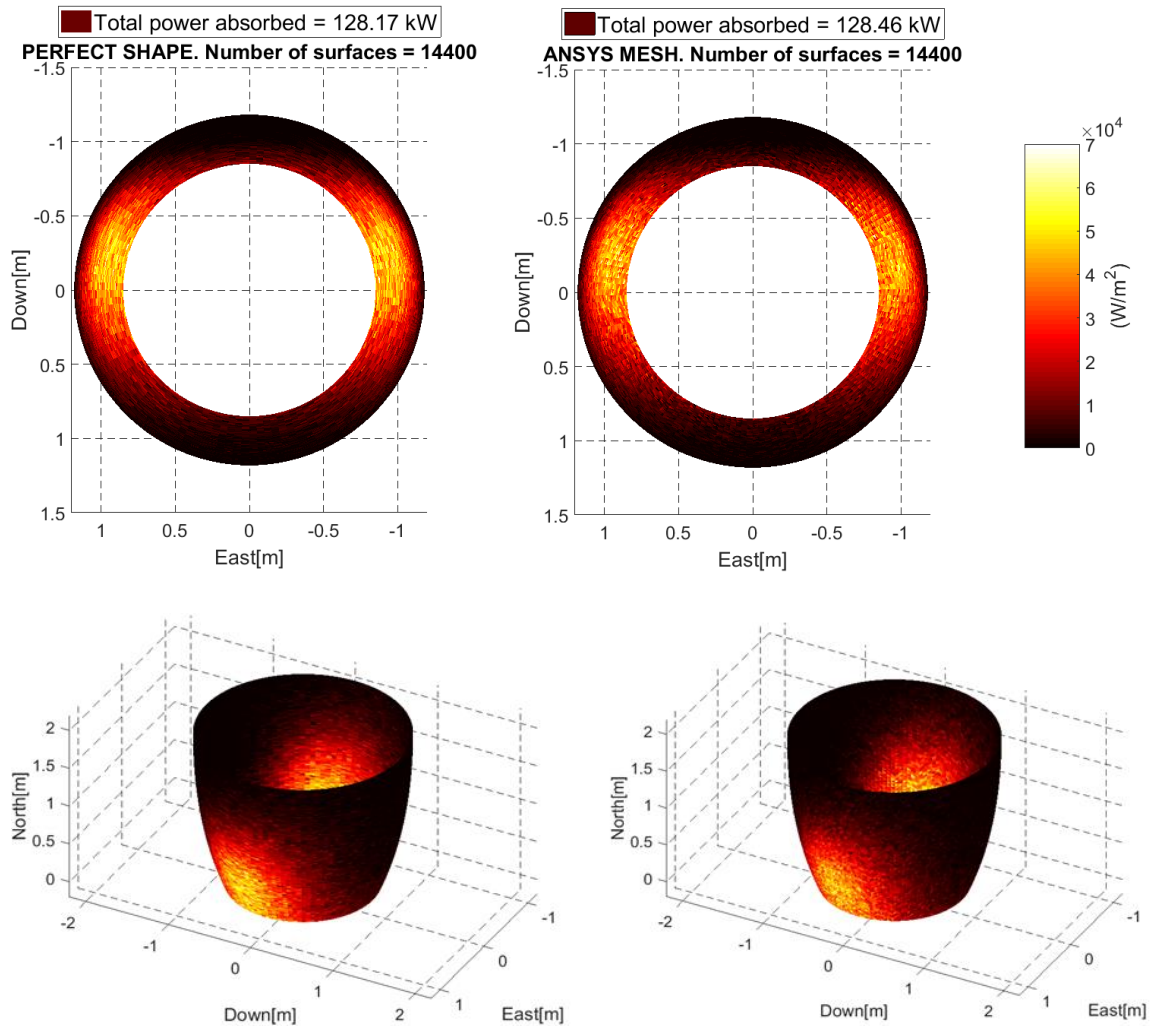 Total power absorbed = 128.17 kW
PERFECT SHAPE. Number of surfaces = 14400
-1.5
-1
-0.5
0
0.5
1
1.5
Down[m]
1 0.5 0 -0.5 -1
East[m]
Total power absorbed = 128.46 kW
ANSYS MESH. Number of surfaces = 14400
-1.5
-1
-0.5
0
0.5
1
1.5
Down[m]
1 0.5 0 -0.5 -1
East[m]
×10⁴
7
6
5
4
3
2
1
0
(W/m²)
2
1.5
1
0.5
0
North[m]
-2 -1 0 1 2
Down[m]
-1
0
1
East[m]
2
1.5
1
0.5
0
North[m]
-2 -1 0 1 2
Down[m]
-1
0
1
East[m]